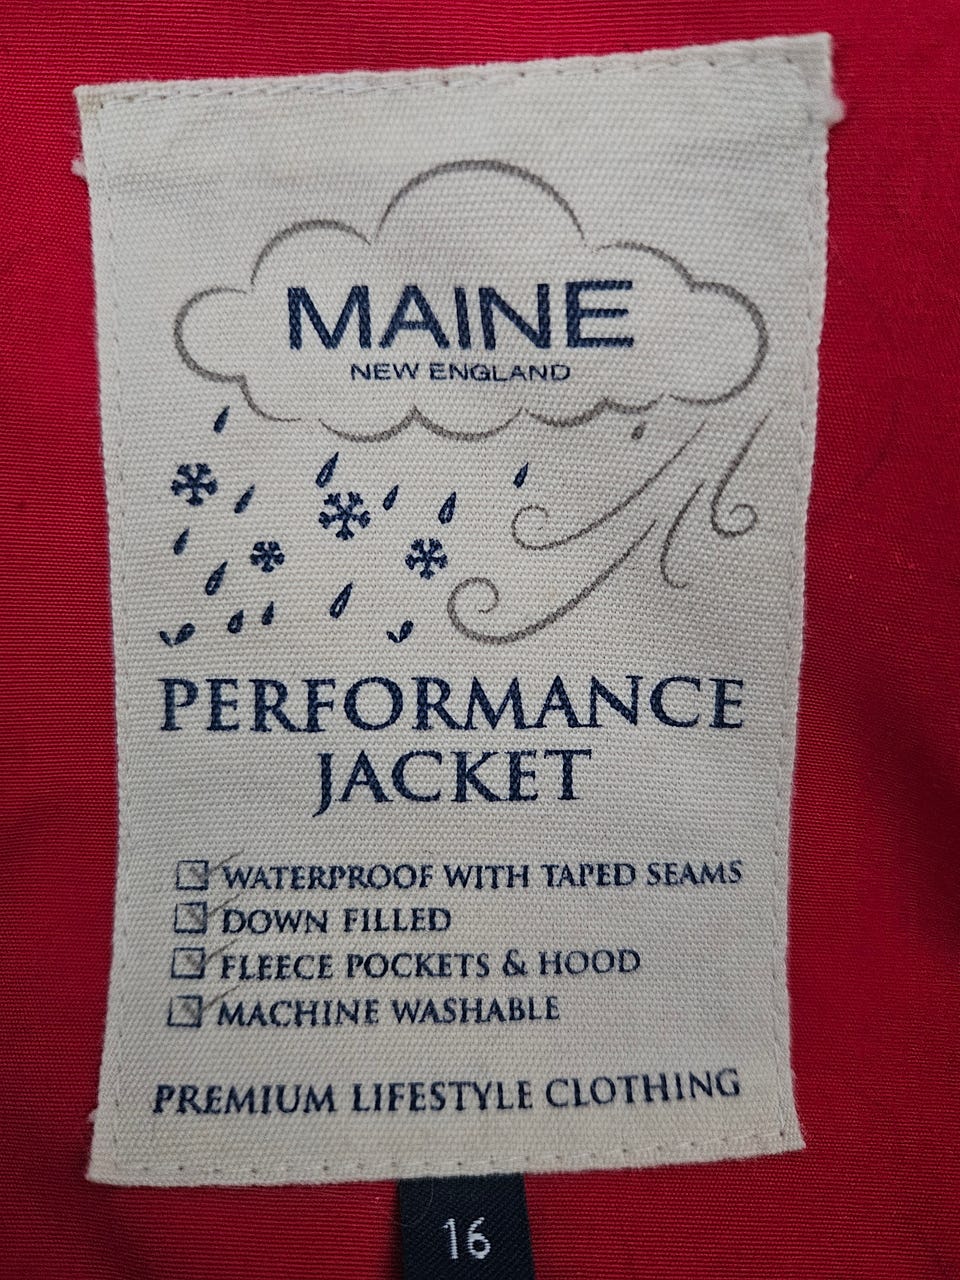 MAINE
NEW ENGLAND
PERFORMANCE
JACKET
WATERPROOF WITH TAPED SEAMS
DOWN FILLED
FLEECE POCKETS & HOOD
MACHINE WASHABLE
PREMIUM LIFESTYLE CLOTHING
16